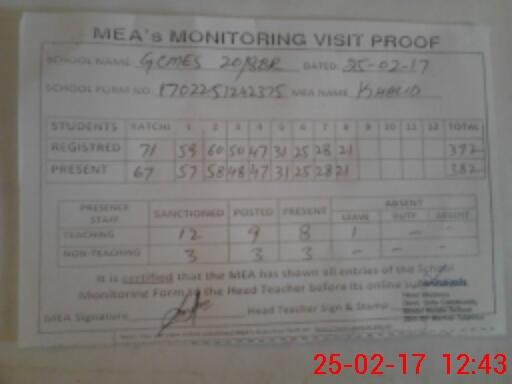 MEA's MONITORING VISIT PROOF
SCHOOL NAME GCMES 20/8BR DATED: 25-02-17
SCHOOL FORM NO. 1702251242375 MEA NAME KHALID
STUDENTS KATCHI 1 2 3 4 5 6 7 8 9 10 11 12 TOTAL
REGISTRED 71 59 60 50 47 31 25 28 21 392
PRESENT 67 57 58 48 47 31 25 28 21 382
PRESENCE STAFF SANCTIONED POSTED PRESENT ABSENT
LEAVE DUTY ABSENT
TEACHING 12 9 8 1 - -
NON-TEACHING 3 3 3 - - -
It is certified that the MEA has shown all entries of the School
Monitoring Form to the Head Teacher before its online
MEA Signature Head Teacher Sign & Stamp
25-02-17 12:43